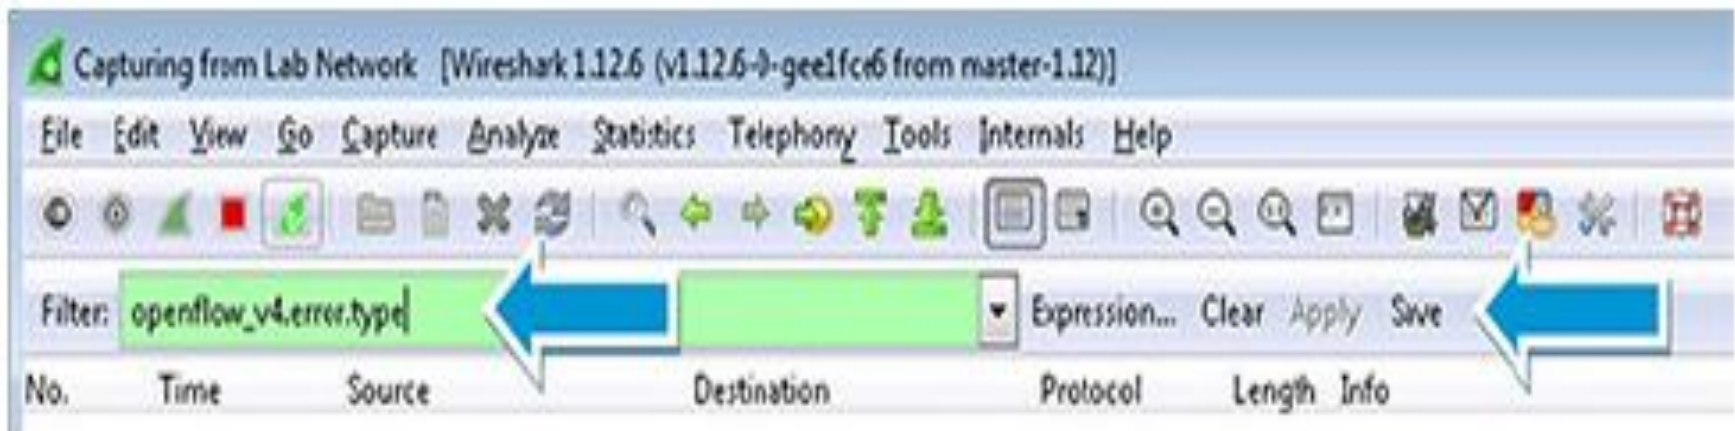 Capturing from Lab Network [Wireshark 1.12.6 (v1.12.6-0-gee1fce6 from master-1.12)]
File Edit View Go Capture Analyze Statistics Telephony Tools Internals Help
Filter: openflow_v4.error.type Expression... Clear Apply Save
No. Time Source Destination Protocol Length Info